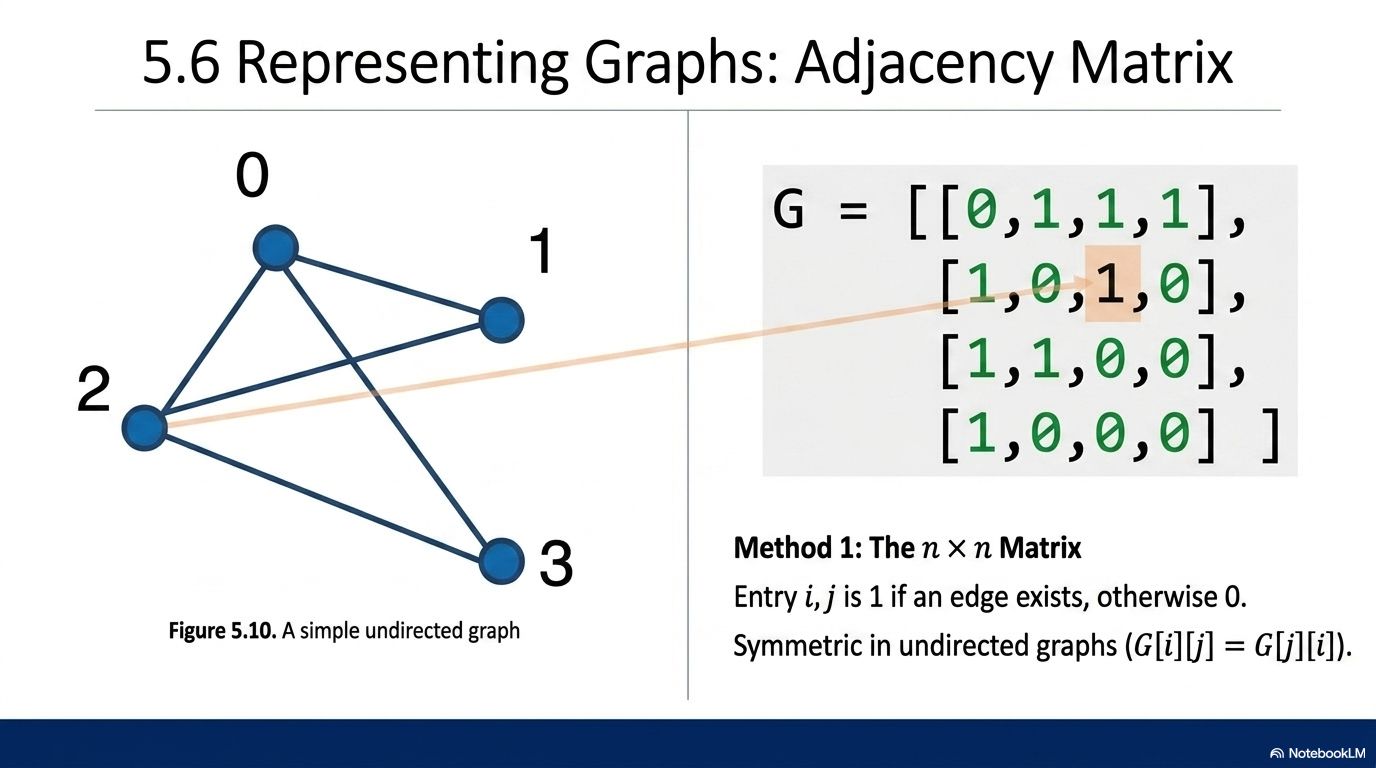 5.6 Representing Graphs: Adjacency Matrix
0
1
2
3
Figure 5.10. A simple undirected graph
G = [[0,1,1,1],
[1,0,1,0],
[1,1,0,0],
[1,0,0,0] ]
Method 1: The n × n Matrix
Entry i, j is 1 if an edge exists, otherwise 0.
Symmetric in undirected graphs (G[i][j] = G[j][i]).
NotebookLM